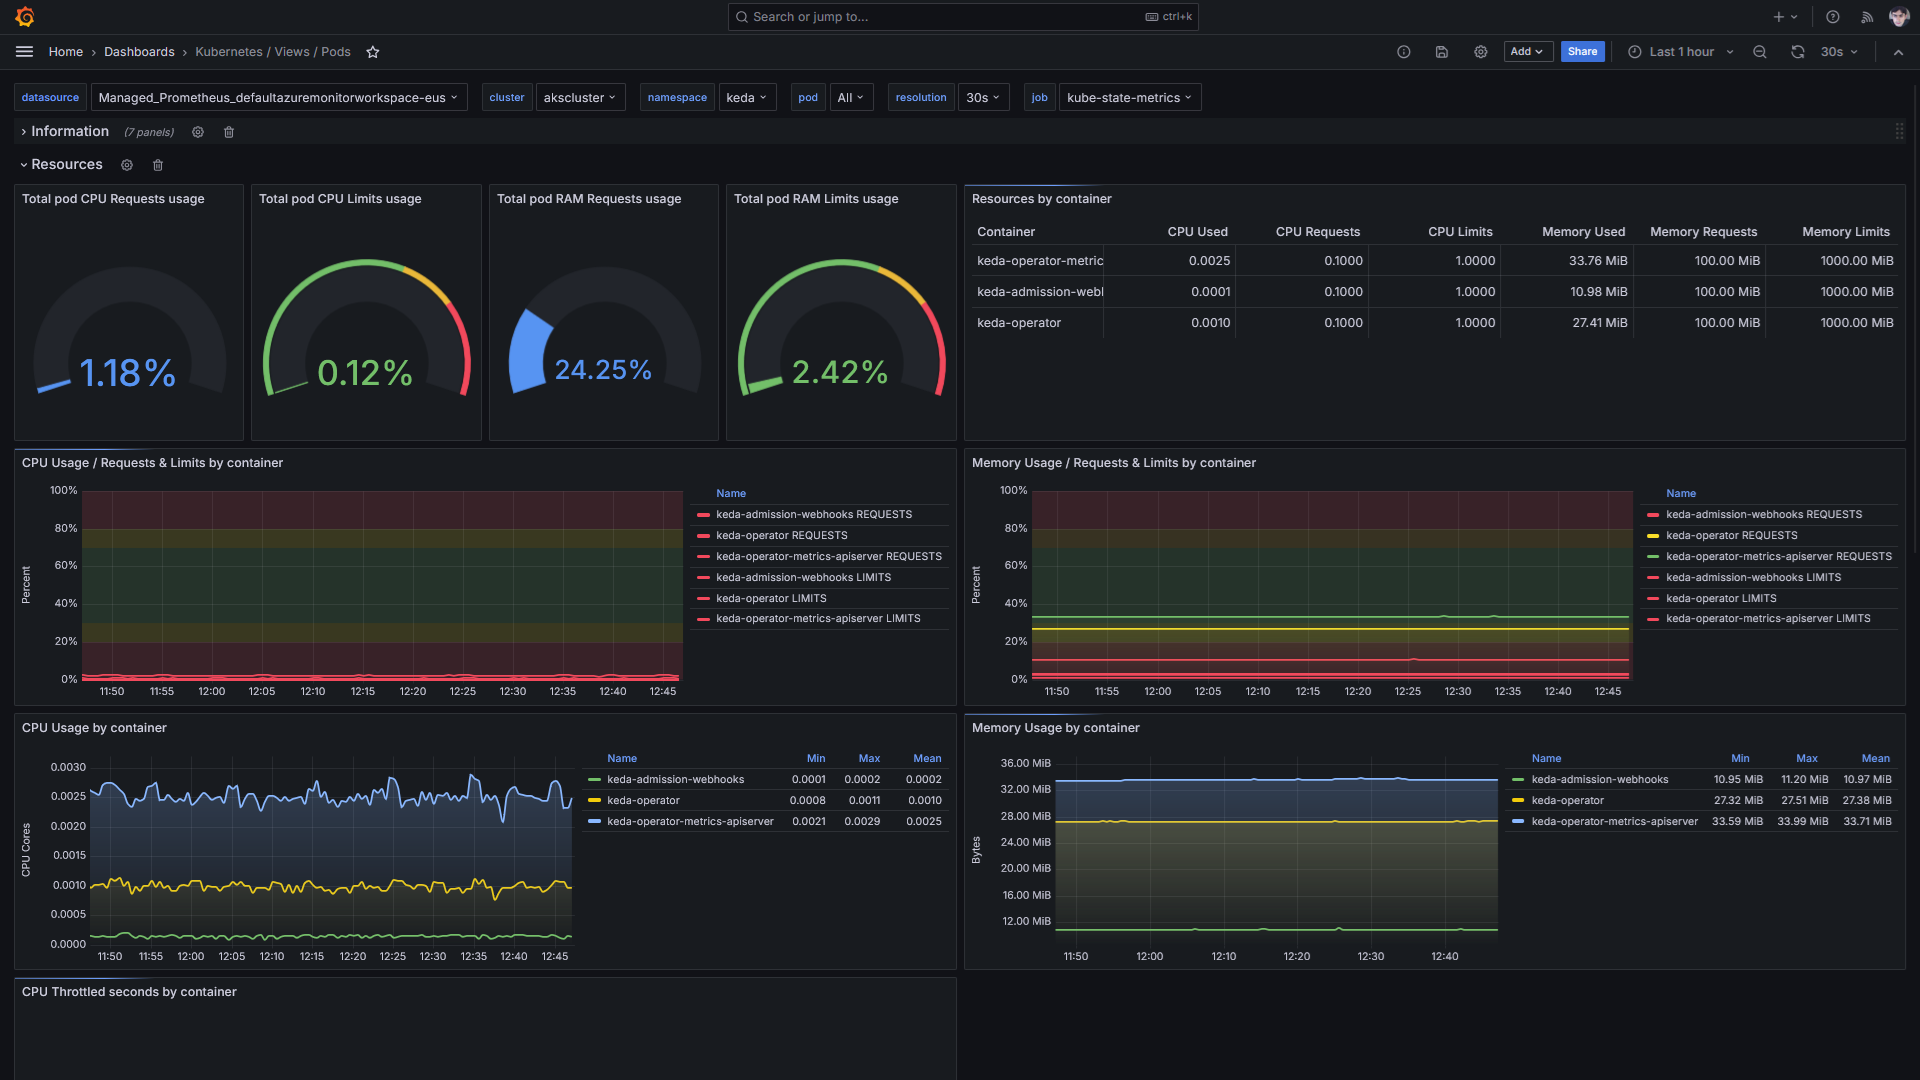 Search or jump to...
ctrl+k
Home › Dashboards › Kubernetes / Views / Pods
Add
Share
Last 1 hour
30s
datasource Managed_Prometheus_defaultazuremonitorworkspace-eus cluster akscluster namespace keda pod All resolution 30s job kube-state-metrics
Information (7 panels)
Resources
Total pod CPU Requests usage
1.18%
Total pod CPU Limits usage
0.12%
Total pod RAM Requests usage
24.25%
Total pod RAM Limits usage
2.42%
Resources by container
Container CPU Used CPU Requests CPU Limits Memory Used Memory Requests Memory Limits
keda-operator-metric 0.0025 0.1000 1.0000 33.76 MiB 100.00 MiB 1000.00 MiB
keda-admission-webl 0.0001 0.1000 1.0000 10.98 MiB 100.00 MiB 1000.00 MiB
keda-operator 0.0010 0.1000 1.0000 27.41 MiB 100.00 MiB 1000.00 MiB
CPU Usage / Requests & Limits by container
Percent
100%
80%
60%
40%
20%
0%
11:50 11:55 12:00 12:05 12:10 12:15 12:20 12:25 12:30 12:35 12:40 12:45
Name
keda-admission-webhooks REQUESTS
keda-operator REQUESTS
keda-operator-metrics-apiserver REQUESTS
keda-admission-webhooks LIMITS
keda-operator LIMITS
keda-operator-metrics-apiserver LIMITS
Memory Usage / Requests & Limits by container
Percent
100%
80%
60%
40%
20%
0%
11:50 11:55 12:00 12:05 12:10 12:15 12:20 12:25 12:30 12:35 12:40 12:45
Name
keda-admission-webhooks REQUESTS
keda-operator REQUESTS
keda-operator-metrics-apiserver REQUESTS
keda-admission-webhooks LIMITS
keda-operator LIMITS
keda-operator-metrics-apiserver LIMITS
CPU Usage by container
CPU Cores
0.0030
0.0025
0.0020
0.0015
0.0010
0.0005
0.0000
11:50 11:55 12:00 12:05 12:10 12:15 12:20 12:25 12:30 12:35 12:40 12:45
Name Min Max Mean
keda-admission-webhooks 0.0001 0.0002 0.0002
keda-operator 0.0008 0.0011 0.0010
keda-operator-metrics-apiserver 0.0021 0.0029 0.0025
Memory Usage by container
Bytes
36.00 MiB
32.00 MiB
28.00 MiB
24.00 MiB
20.00 MiB
16.00 MiB
12.00 MiB
11:50 12:00 12:10 12:20 12:30 12:40
Name Min Max Mean
keda-admission-webhooks 10.95 MiB 11.20 MiB 10.97 MiB
keda-operator 27.32 MiB 27.51 MiB 27.38 MiB
keda-operator-metrics-apiserver 33.59 MiB 33.99 MiB 33.71 MiB
CPU Throttled seconds by container